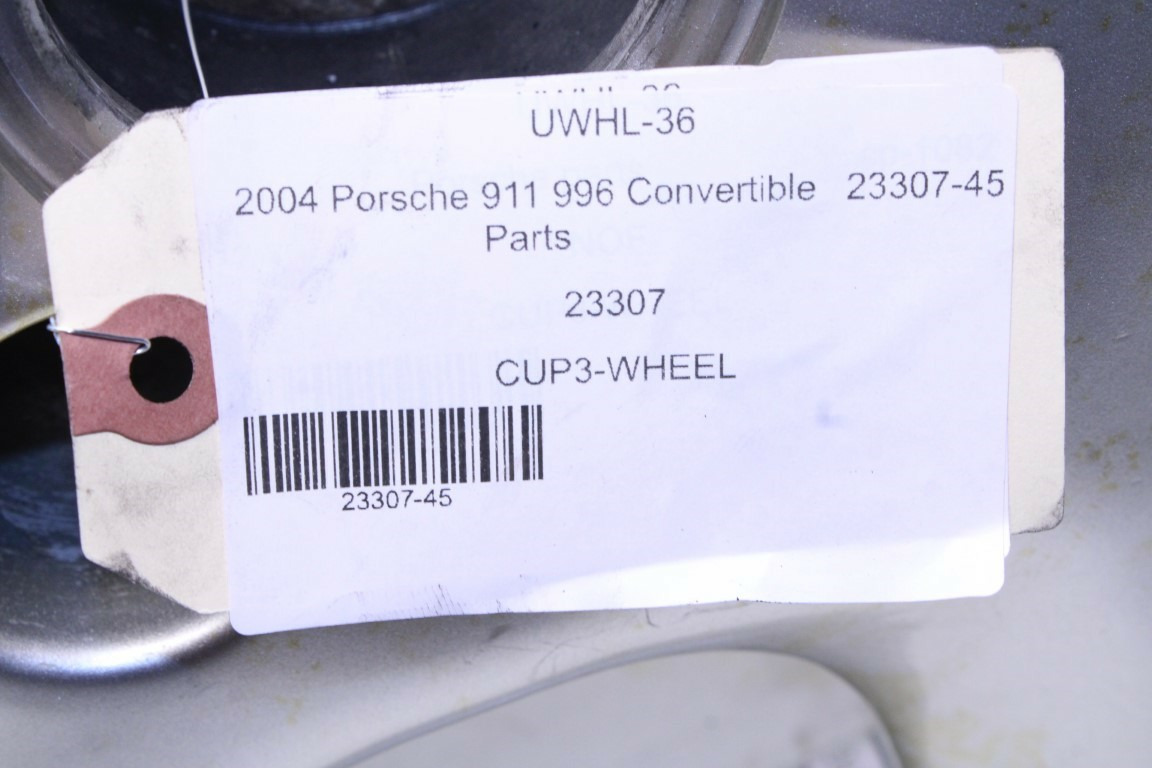 UWHL-36
2004 Porsche 911 996 Convertible 23307-45
Parts
23307
CUP3-WHEEL
23307-45